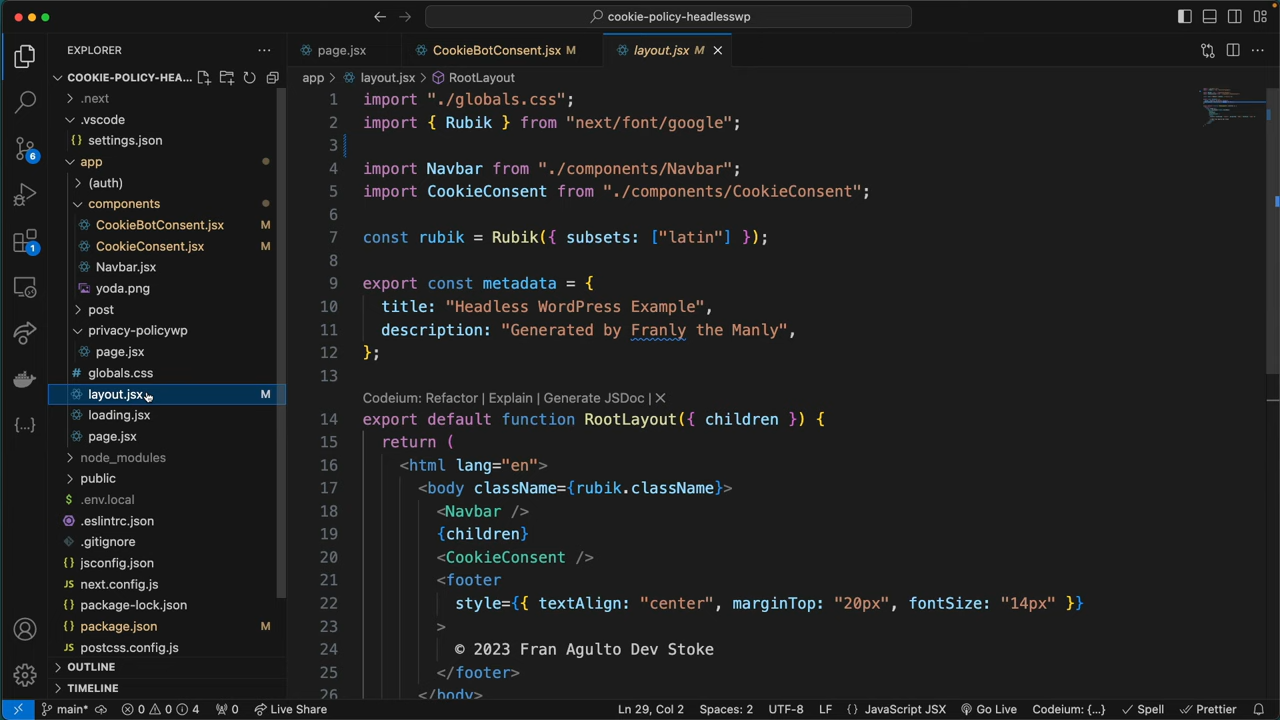 cookie-policy-headlesswp
EXPLORER
page.jsx
CookieBotConsent.jsx M
layout.jsx M
COOKIE-POLICY-HEA...
app
layout.jsx
RootLayout
.next
.vscode
settings.json
app
(auth)
components
CookieBotConsent.jsx M
CookieConsent.jsx M
Navbar.jsx
yoda.png
post
privacy-policywp
page.jsx
globals.css
layout.jsx M
loading.jsx
page.jsx
node_modules
public
.env.local
.eslintrc.json
.gitignore
jsconfig.json
next.config.js
package-lock.json
package.json M
postcss.config.js
OUTLINE
TIMELINE
6
1
1 import "./globals.css";
2 import { Rubik } from "next/font/google";
3
4 import Navbar from "./components/Navbar";
5 import CookieConsent from "./components/CookieConsent";
6
7 const rubik = Rubik({ subsets: ["latin"] });
8
9 export const metadata = {
10 title: "Headless WordPress Example",
11 description: "Generated by Franly the Manly",
12 };
13
Codeium: Refactor | Explain | Generate JSDoc | X
14 export default function RootLayout({ children }) {
15 return (
16 <html lang="en">
17 <body className={rubik.className}>
18 <Navbar />
19 {children}
20 <CookieConsent />
21 <footer
22 style={{ textAlign: "center", marginTop: "20px", fontSize: "14px" }}
23 >
24 © 2023 Fran Agulto Dev Stoke
25 </footer>
26 </body>
main* 0 0 4 0 Live Share Ln 29, Col 2 Spaces: 2 UTF-8 LF {} JavaScript JSX Go Live Codeium: {...} Spell Prettier